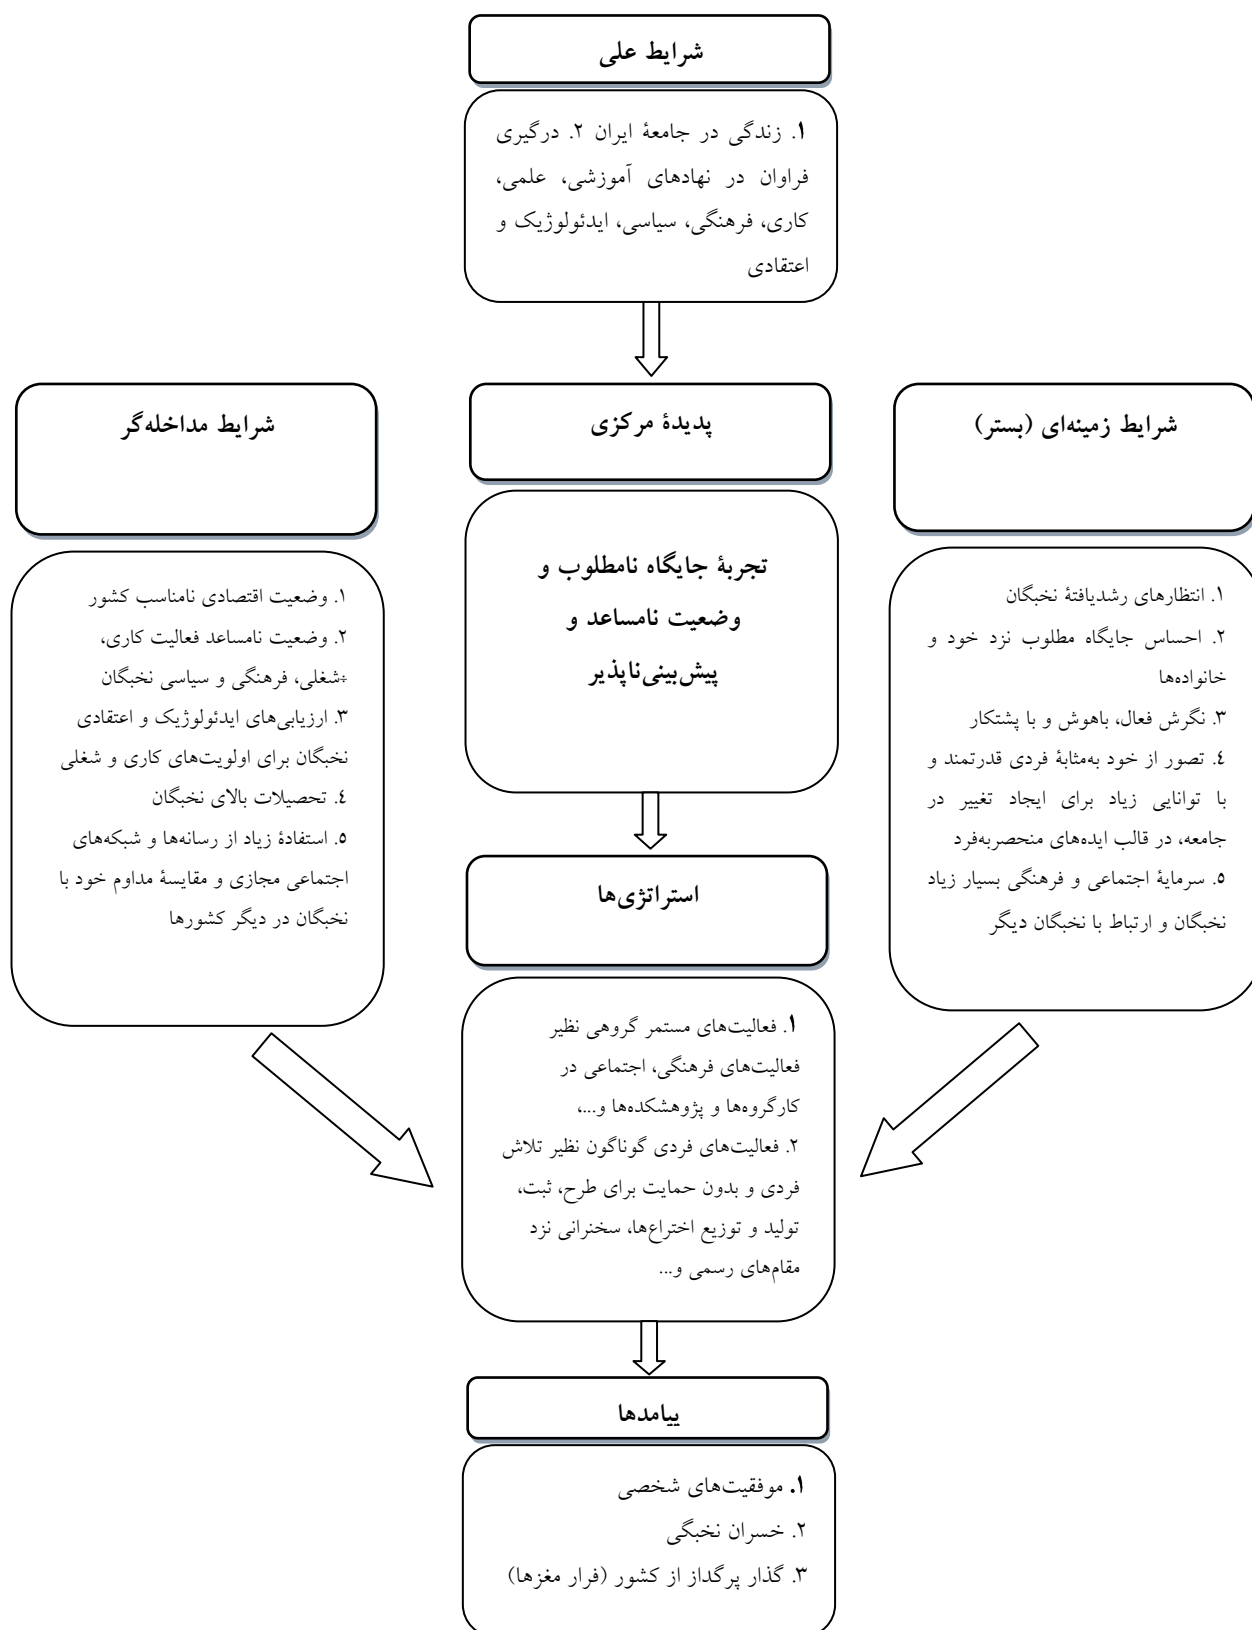 شرایط علی
۱. زندگی در جامعهٔ ایران ۲. درگیری
فراوان در نهادهای آموزشی، علمی،
کاری، فرهنگی، سیاسی، ایدئولوژیک و
اعتقادی
شرایط زمینه‌ای (بستر)
۱. انتظارهای رشدیافتهٔ نخبگان
۲. احساس جایگاه مطلوب نزد خود و
خانواده‌ها
۳. نگرش فعال، باهوش و با پشتکار
٤. تصور از خود به‌مثابهٔ فردی قدرتمند و
با توانایی زیاد برای ایجاد تغییر در
جامعه، در قالب ایده‌های منحصربه‌فرد
٥. سرمایهٔ اجتماعی و فرهنگی بسیار زیاد
نخبگان و ارتباط با نخبگان دیگر
پدیدهٔ مرکزی
تجربهٔ جایگاه نامطلوب و
وضعیت نامساعد و
پیش‌بینی‌ناپذیر
شرایط مداخله‌گر
۱. وضعیت اقتصادی نامناسب کشور
۲. وضعیت نامساعد فعالیت کاری،
÷شغلی، فرهنگی و سیاسی نخبگان
۳. ارزیابی‌های ایدئولوژیک و اعتقادی
نخبگان برای اولویت‌های کاری و شغلی
٤. تحصیلات بالای نخبگان
٥. استفادهٔ زیاد از رسانه‌ها و شبکه‌های
اجتماعی مجازی و مقایسهٔ مداوم خود با
نخبگان در دیگر کشورها
استراتژی‌ها
۱. فعالیت‌های مستمر گروهی نظیر
فعالیت‌های فرهنگی، اجتماعی در
کارگروه‌ها و پژوهشکده‌ها و...،
۲. فعالیت‌های فردی گوناگون نظیر تلاش
فردی و بدون حمایت برای طرح، ثبت،
تولید و توزیع اختراع‌ها، سخنرانی نزد
مقام‌های رسمی و...
پیامدها
۱. موفقیت‌های شخصی
۲. خسران نخبگی
۳. گذار پرگداز از کشور (فرار مغزها)